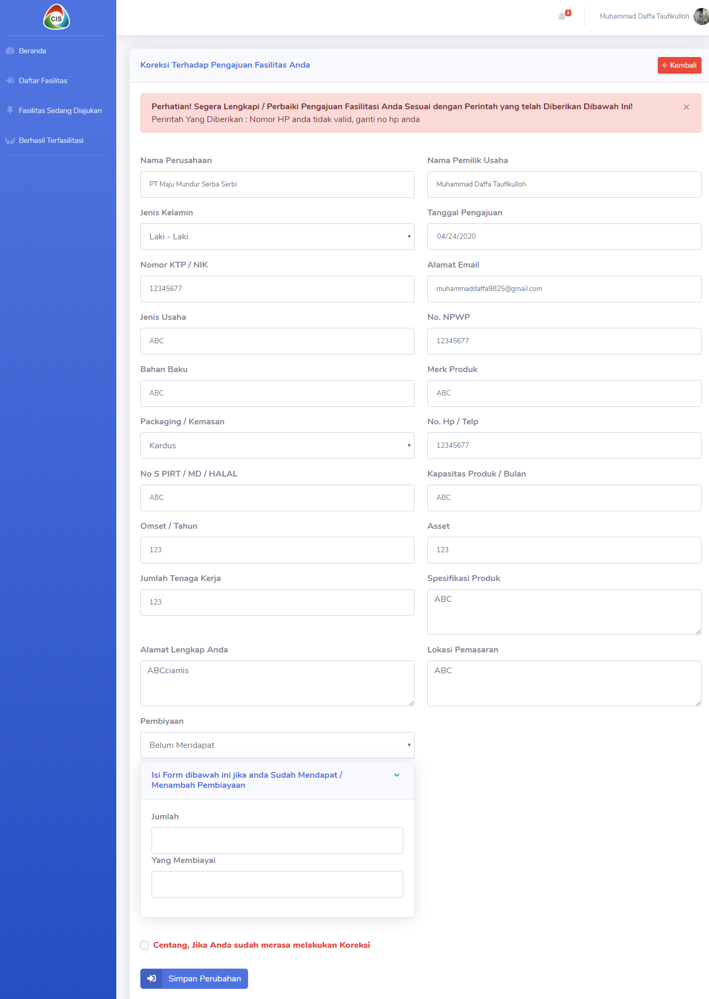 CIS
3
Muhammad Daffa Taufikulloh
Beranda
Daftar Fasilitas
Fasilitas Sedang Diajukan
Berhasil Terfasilitasi
Koreksi Terhadap Pengajuan Fasilitas Anda
Kembali
Perhatian! Segera Lengkapi / Perbaiki Pengajuan Fasilitasi Anda Sesuai dengan Perintah yang telah Diberikan Dibawah Ini!
×
Perintah Yang Diberikan : Nomor HP anda tidak valid, ganti no hp anda
Nama Perusahaan
PT Maju Mundur Serba Serbi
Nama Pemilik Usaha
Muhammad Daffa Taufikulloh
Jenis Kelamin
Laki - Laki
Tanggal Pengajuan
04/24/2020
Nomor KTP / NIK
12345677
Alamat Email
muhammaddaffa9825@gmail.com
Jenis Usaha
ABC
No. NPWP
12345677
Bahan Baku
ABC
Merk Produk
ABC
Packaging / Kemasan
Kardus
No. Hp / Telp
12345677
No S PIRT / MD / HALAL
ABC
Kapasitas Produk / Bulan
ABC
Omset / Tahun
123
Asset
123
Jumlah Tenaga Kerja
123
Spesifikasi Produk
ABC
Alamat Lengkap Anda
ABCciamis
Lokasi Pemasaran
ABC
Pembiyaan
Belum Mendapat
Isi Form dibawah ini jika anda Sudah Mendapat /
Menambah Pembiayaan
Jumlah
Yang Membiayai
Centang, Jika Anda sudah merasa melakukan Koreksi
Simpan Perubahan